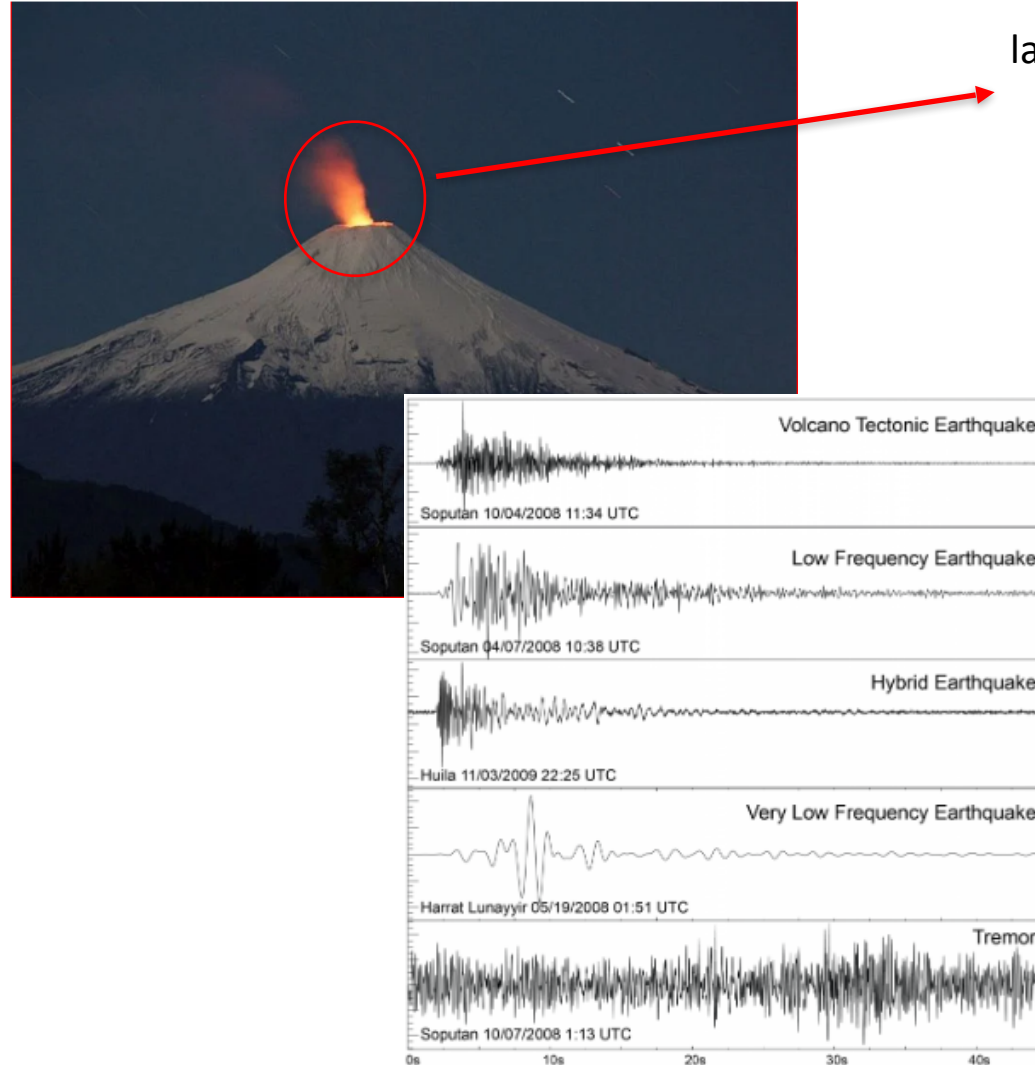 la
Volcano Tectonic Earthquake
Soputan 10/04/2008 11:34 UTC
Low Frequency Earthquake
Soputan 04/07/2008 10:38 UTC
Hybrid Earthquake
Huila 11/03/2009 22:25 UTC
Very Low Frequency Earthquake
Harrat Lunayyir 05/19/2008 01:51 UTC
Tremor
Soputan 10/07/2008 1:13 UTC
0s 10s 20s 30s 40s